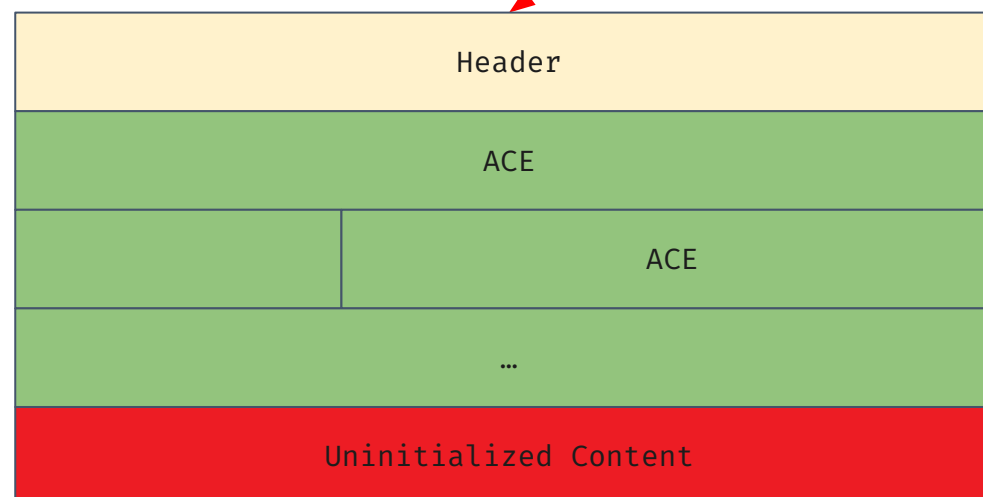 Header
ACE
ACE
…
Uninitialized Content